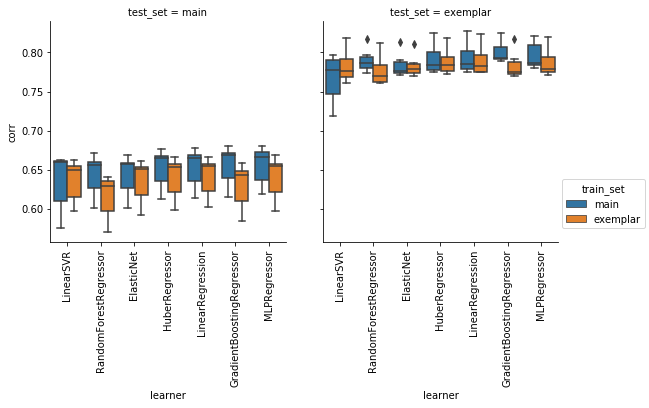 test_set = main
test_set = exemplar
corr
0.80
0.75
0.70
0.65
0.60
LinearSVR
RandomForestRegressor
ElasticNet
HuberRegressor
LinearRegression
GradientBoostingRegressor
MLPRegressor
learner
LinearSVR
RandomForestRegressor
ElasticNet
HuberRegressor
LinearRegression
GradientBoostingRegressor
MLPRegressor
learner
train_set
main
exemplar